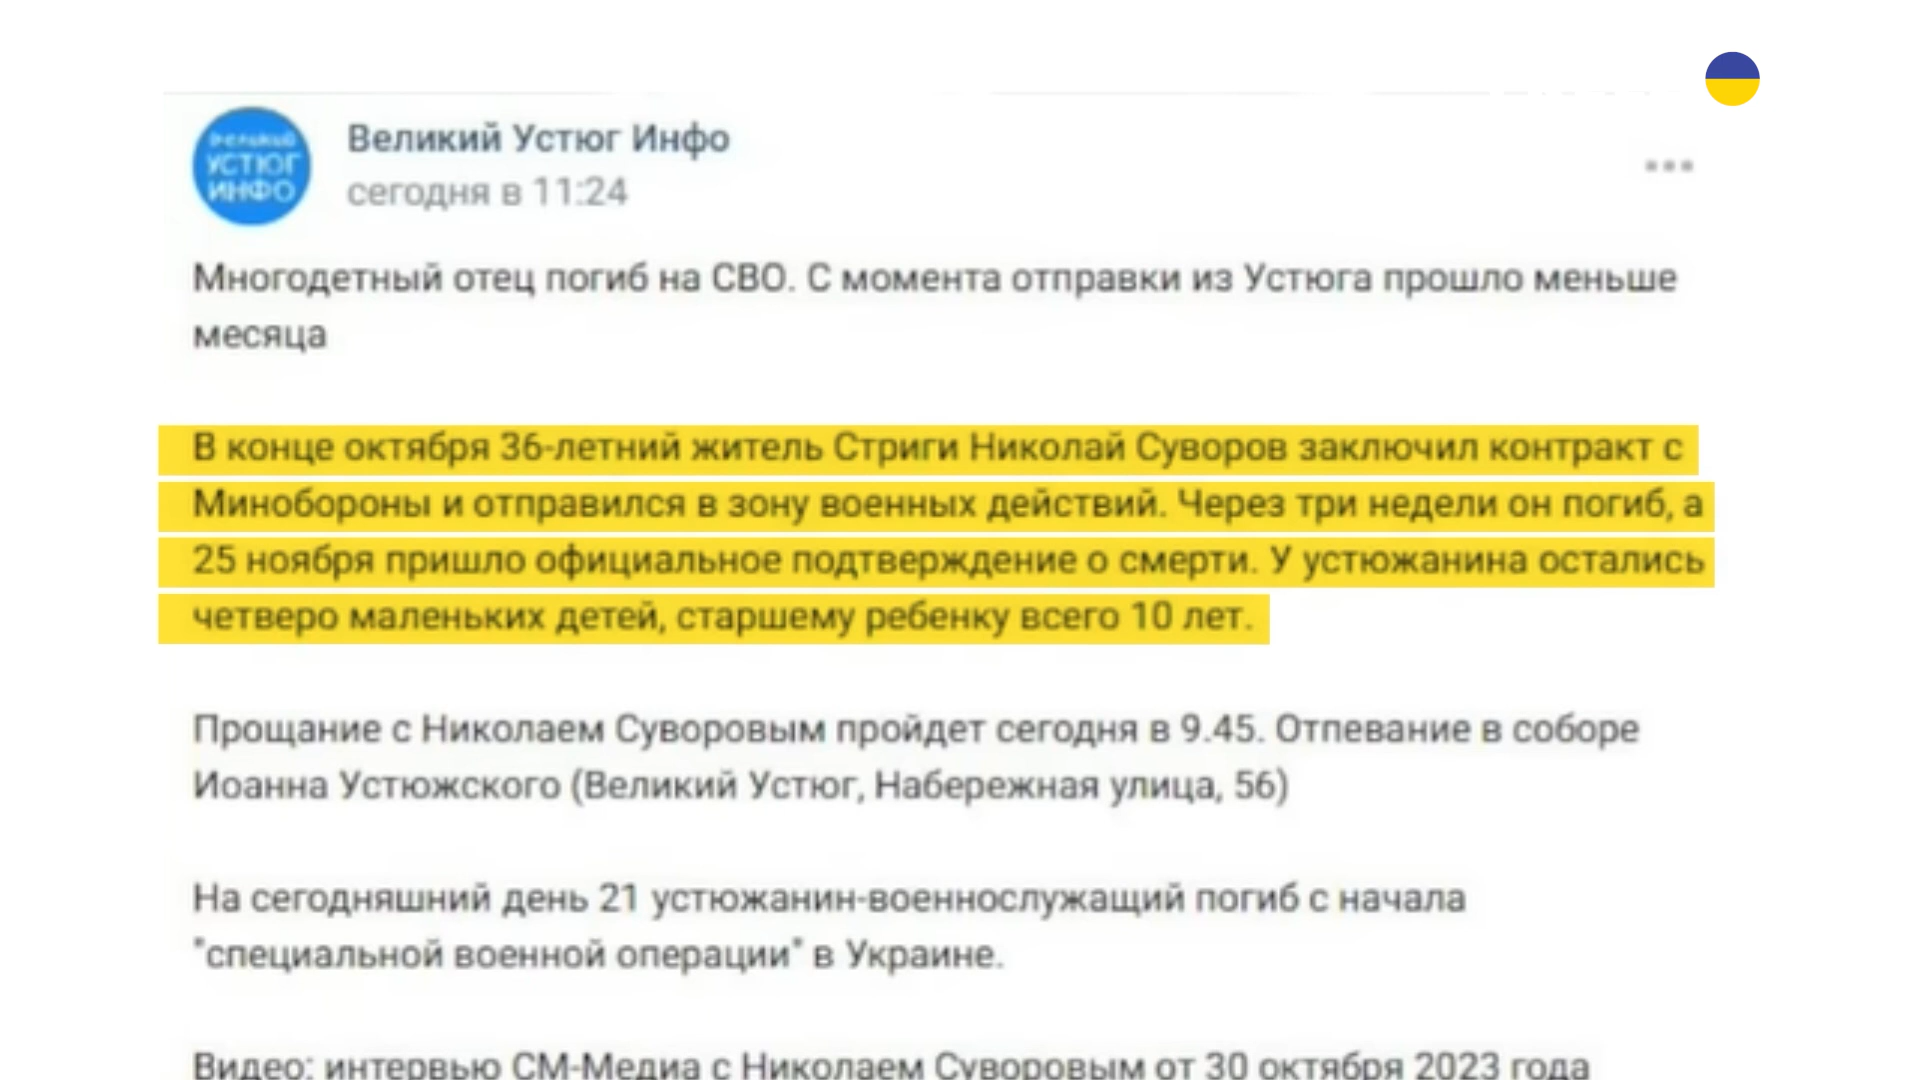 Великий
УСТЮГ
ИНФО
Великий Устюг Инфо
сегодня в 11:24
Многодетный отец погиб на СВО. С момента отправки из Устюга прошло меньше
месяца
В конце октября 36-летний житель Стриги Николай Суворов заключил контракт с
Минобороны и отправился в зону военных действий. Через три недели он погиб, а
25 ноября пришло официальное подтверждение о смерти. У устюжанина остались
четверо маленьких детей, старшему ребенку всего 10 лет.
Прощание с Николаем Суворовым пройдет сегодня в 9.45. Отпевание в соборе
Иоанна Устюжского (Великий Устюг, Набережная улица, 56)
На сегодняшний день 21 устюжанин-военнослужащий погиб с начала
"специальной военной операции" в Украине.
Видео: интервью СМ-Медиа с Николаем Суворовым от 30 октября 2023 года